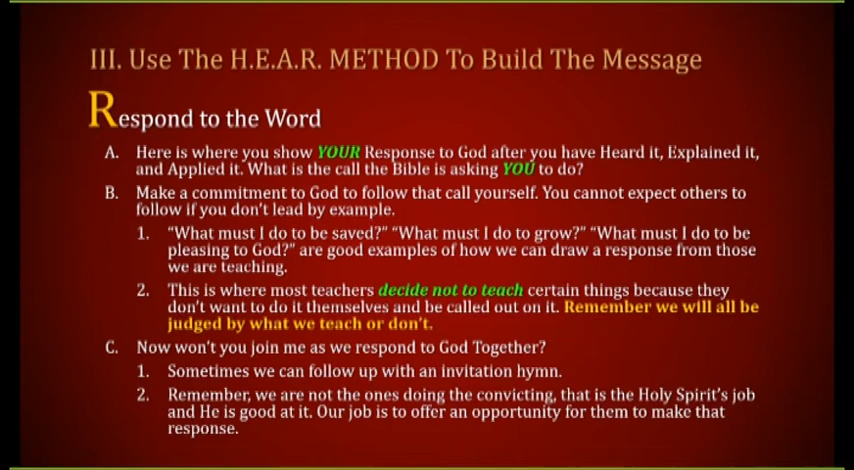 III. Use The H.E.A.R. METHOD To Build The Message
Respond to the Word
A. Here is where you show YOUR Response to God after you have Heard it, Explained it,
and Applied it. What is the call the Bible is asking YOU to do?
B. Make a commitment to God to follow that call yourself. You cannot expect others to
follow if you don't lead by example.
1. "What must I do to be saved?" "What must I do to grow?" "What must I do to be
pleasing to God?" are good examples of how we can draw a response from those
we are teaching.
2. This is where most teachers decide not to teach certain things because they
don't want to do it themselves and be called out on it. Remember we will all be
judged by what we teach or don't.
C. Now won't you join me as we respond to God Together?
1. Sometimes we can follow up with an invitation hymn.
2. Remember, we are not the ones doing the convicting, that is the Holy Spirit's job
and He is good at it. Our job is to offer an opportunity for them to make that
response.